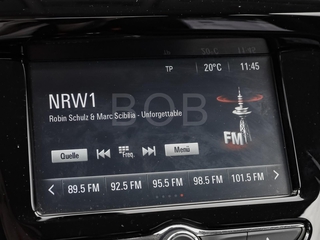 TP 20°C 11:45
NRW1
BOB
Robin Schulz & Marc Scibilia - Unforgettable
FM
Quelle Freq. Menü
89.5 FM 92.5 FM 95.5 FM 98.5 FM 101.5 FM